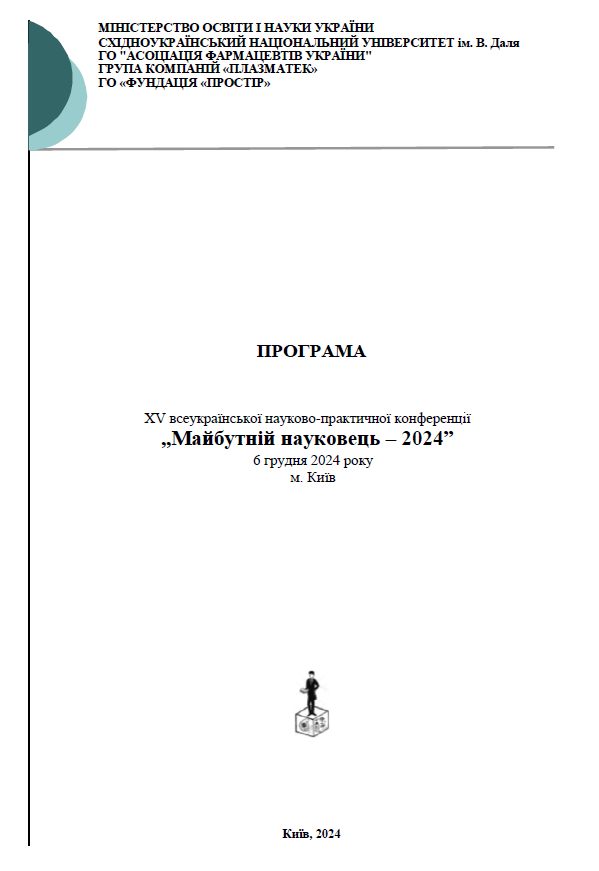 МІНІСТЕРСТВО ОСВІТИ І НАУКИ УКРАЇНИ
СХІДНОУКРАЇНСЬКИЙ НАЦІОНАЛЬНИЙ УНІВЕРСИТЕТ ім. В. Даля
ГО "АСОЦІАЦІЯ ФАРМАЦЕВТІВ УКРАЇНИ"
ГРУПА КОМПАНІЙ «ПЛАЗМАТЕК»
ГО «ФУНДАЦІЯ «ПРОСТІР»
ПРОГРАМА
XV всеукраїнської науково-практичної конференції
„Майбутній науковець – 2024”
6 грудня 2024 року
м. Київ
Київ, 2024